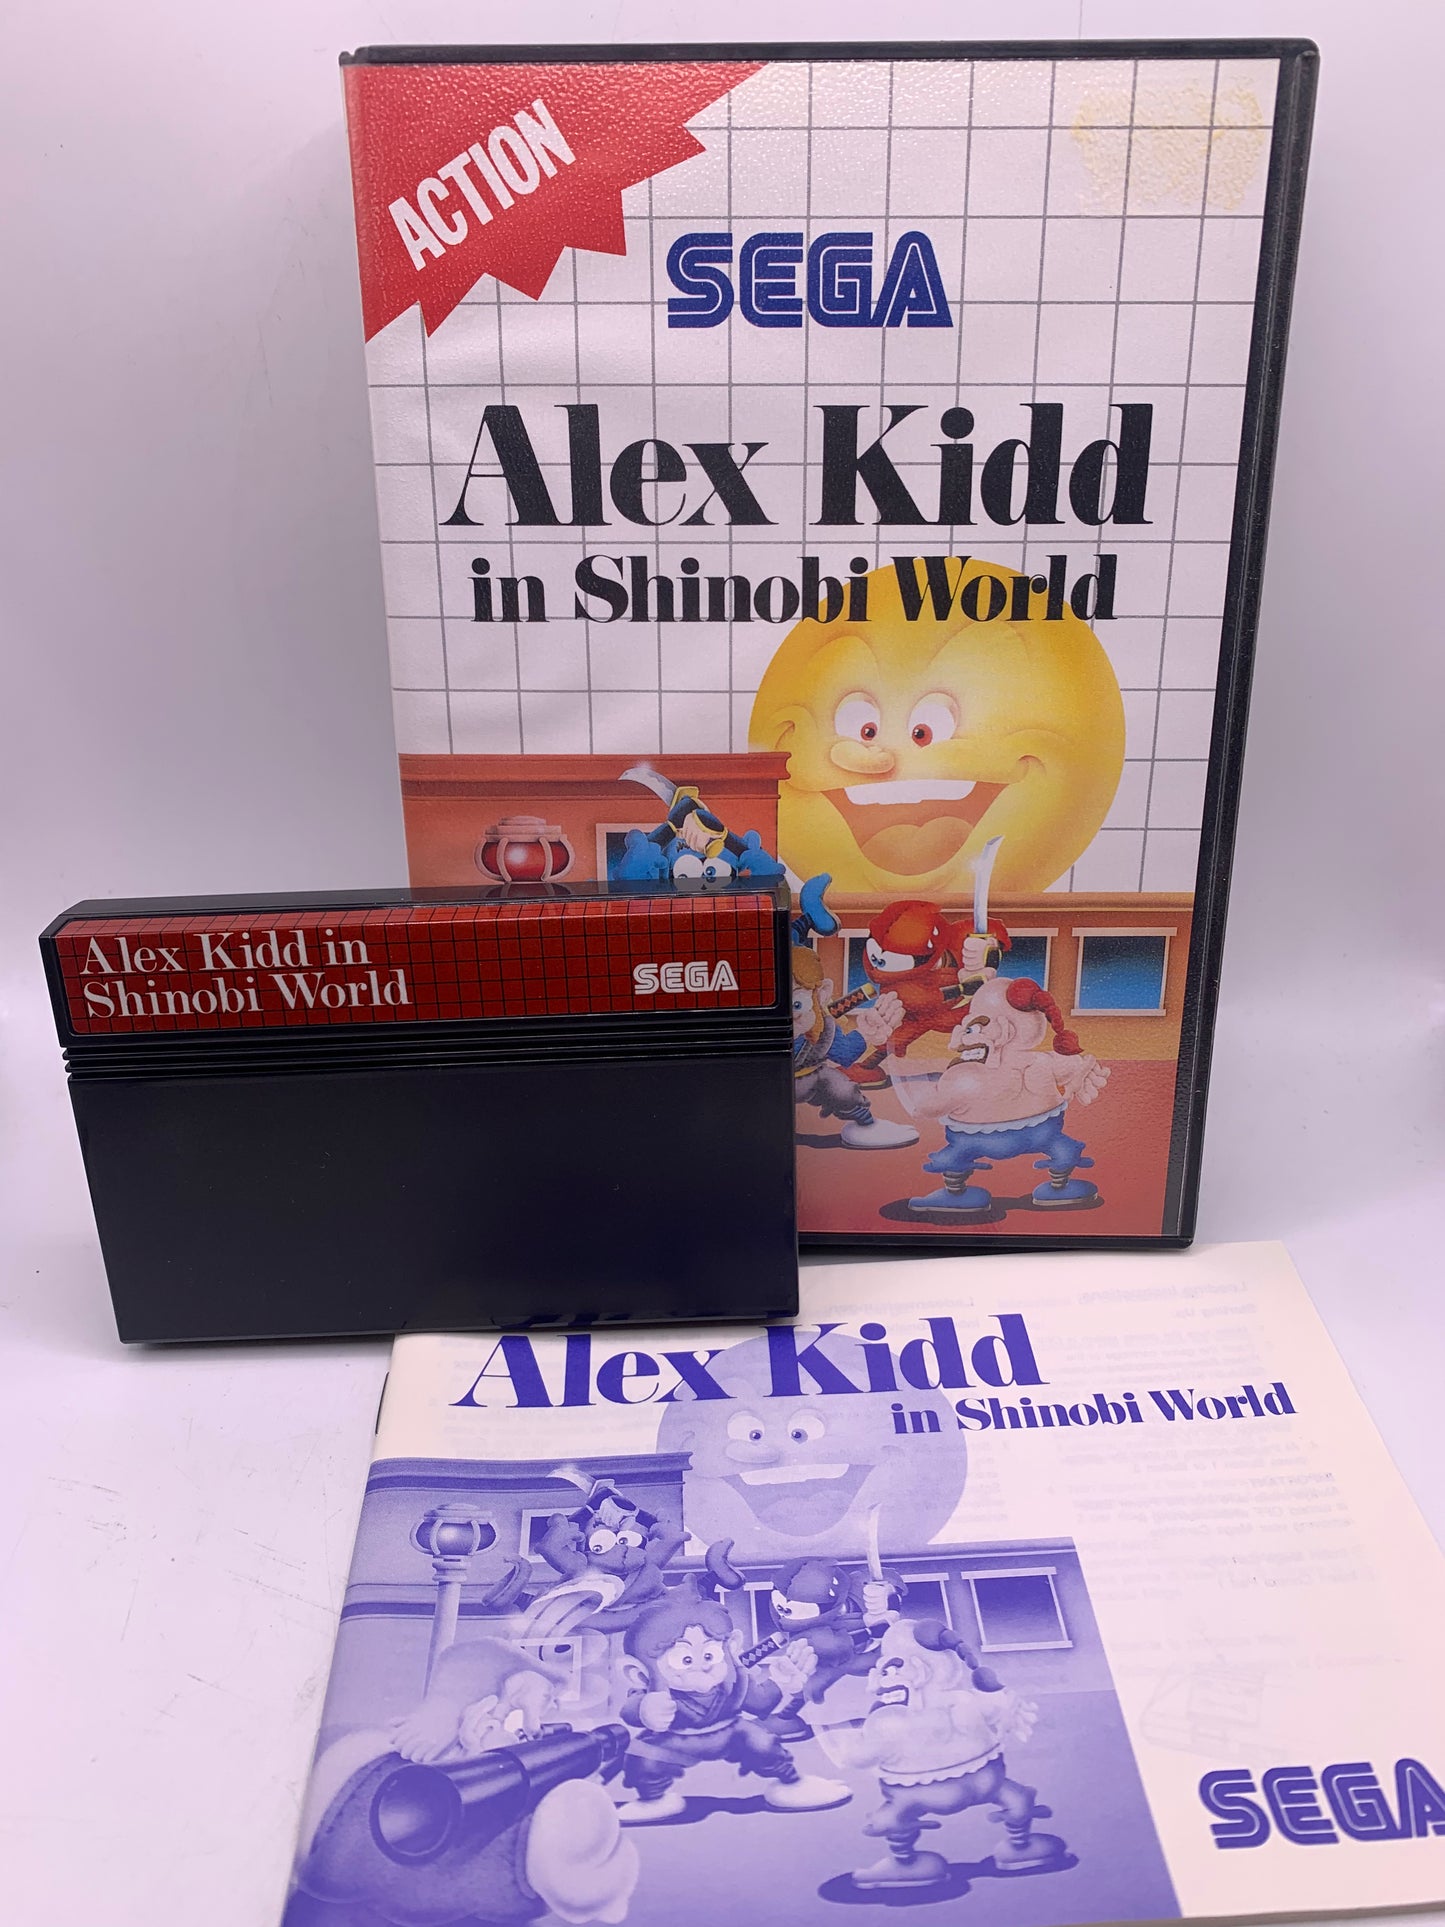 ACTION
SEGA
Alex Kidd
in Shinobi World
Alex Kidd in
Shinobi World
SEGA
Alex Kidd
in Shinobi World
SEGA